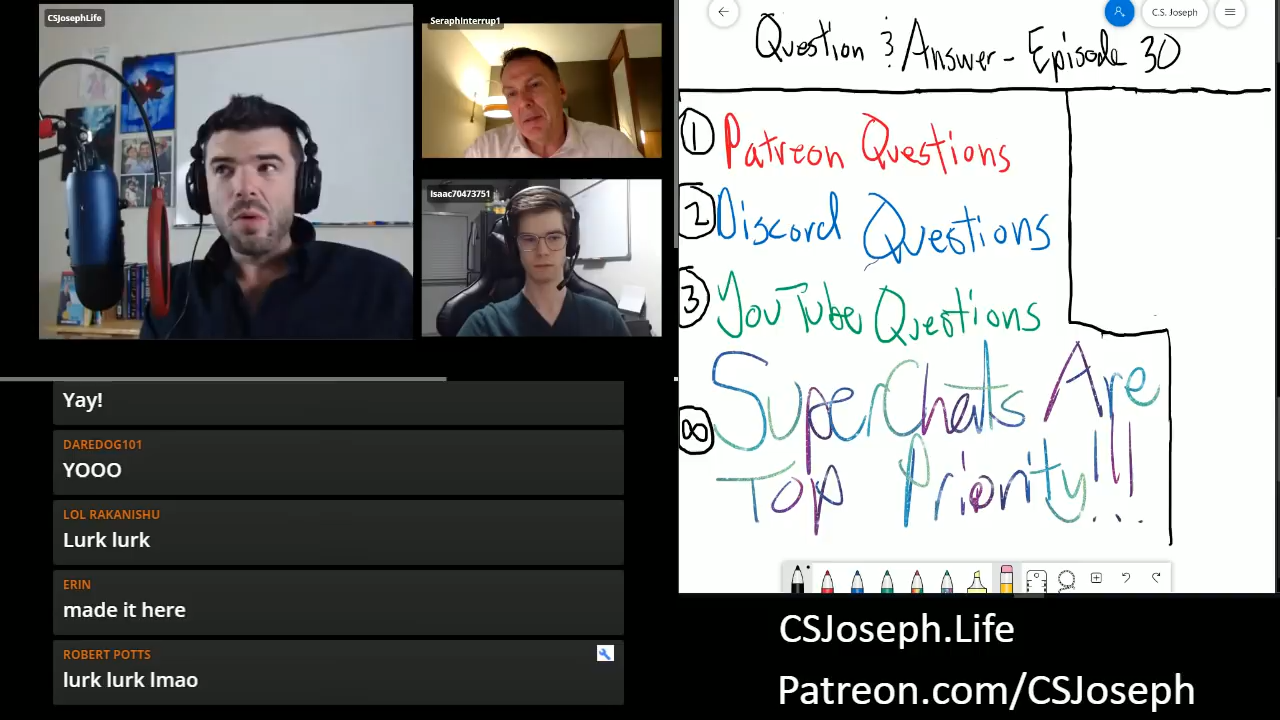 CSJosephLife
SeraphInterrup1
Isaac70473751
C.S. Joseph
Question & Answer - Episode 30
1 Patreon Questions
2 Discord Questions
3 YouTube Questions
∞ SuperChats Are
Top Priority!!!
Yay!
DAREDOG101
YOOO
LOL RAKANISHU
Lurk lurk
ERIN
made it here
ROBERT POTTS
lurk lurk lmao
CSJoseph.Life
Patreon.com/CSJoseph